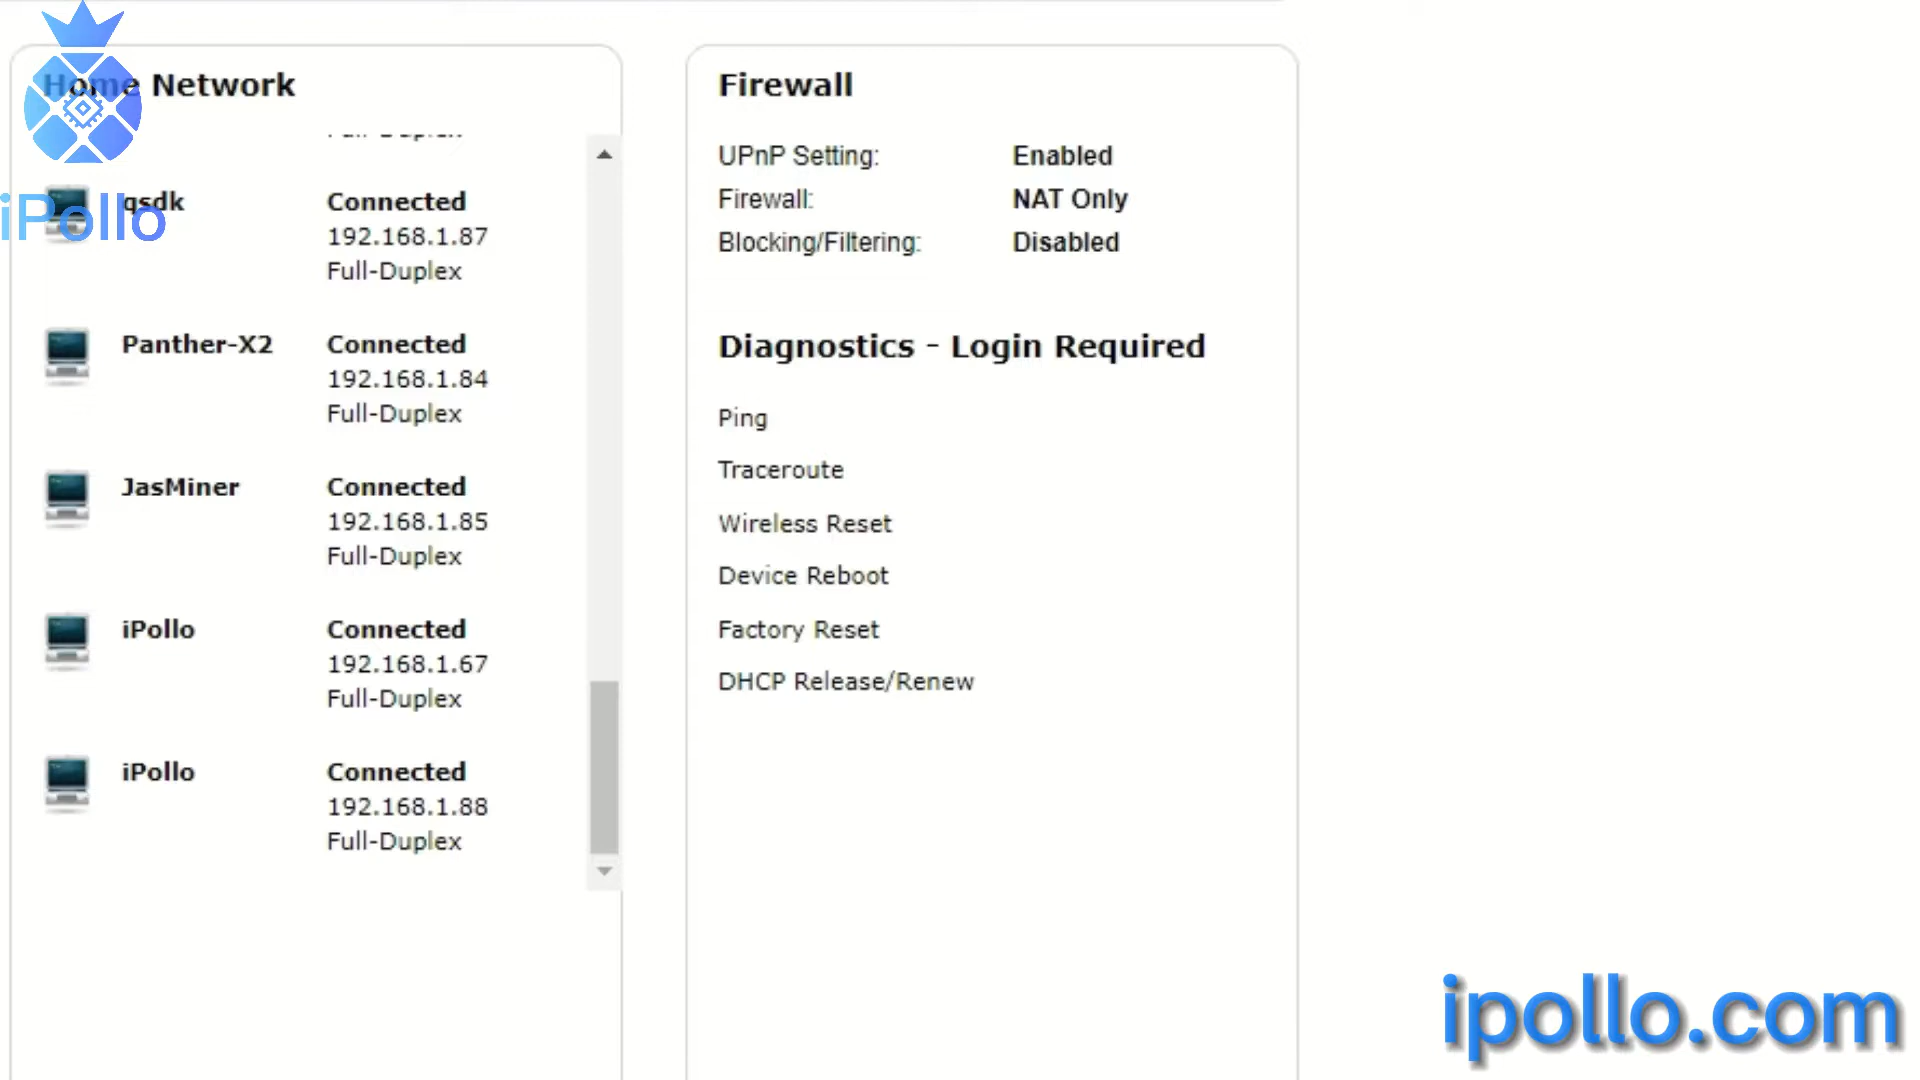 Home Network
qsdk
Connected
192.168.1.87
Full-Duplex
Panther-X2
Connected
192.168.1.84
Full-Duplex
JasMiner
Connected
192.168.1.85
Full-Duplex
iPollo
Connected
192.168.1.67
Full-Duplex
iPollo
Connected
192.168.1.88
Full-Duplex
iPollo
Firewall
UPnP Setting: Enabled
Firewall: NAT Only
Blocking/Filtering: Disabled
Diagnostics - Login Required
Ping
Traceroute
Wireless Reset
Device Reboot
Factory Reset
DHCP Release/Renew
ipollo.com